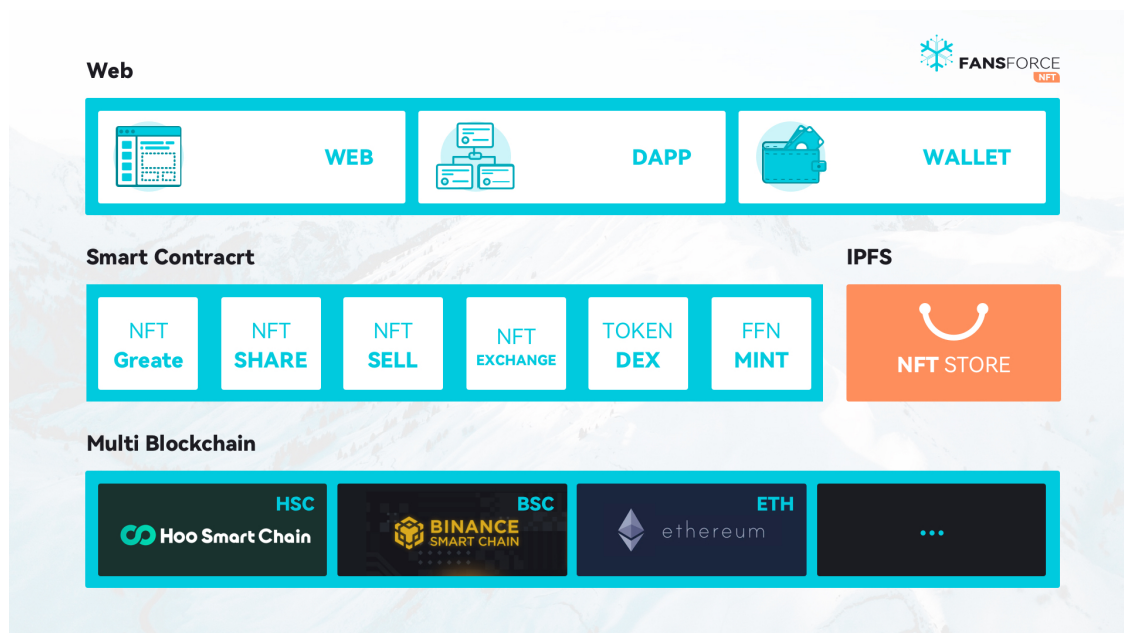 Web
FANSFORCE
NFT
WEB
DAPP
WALLET
Smart Contracrt
IPFS
NFT
Greate
NFT
SHARE
NFT
SELL
NFT
EXCHANGE
TOKEN
DEX
FFN
MINT
NFT STORE
Multi Blockchain
HSC
Hoo Smart Chain
BSC
BINANCE
SMART CHAIN
ETH
ethereum
...